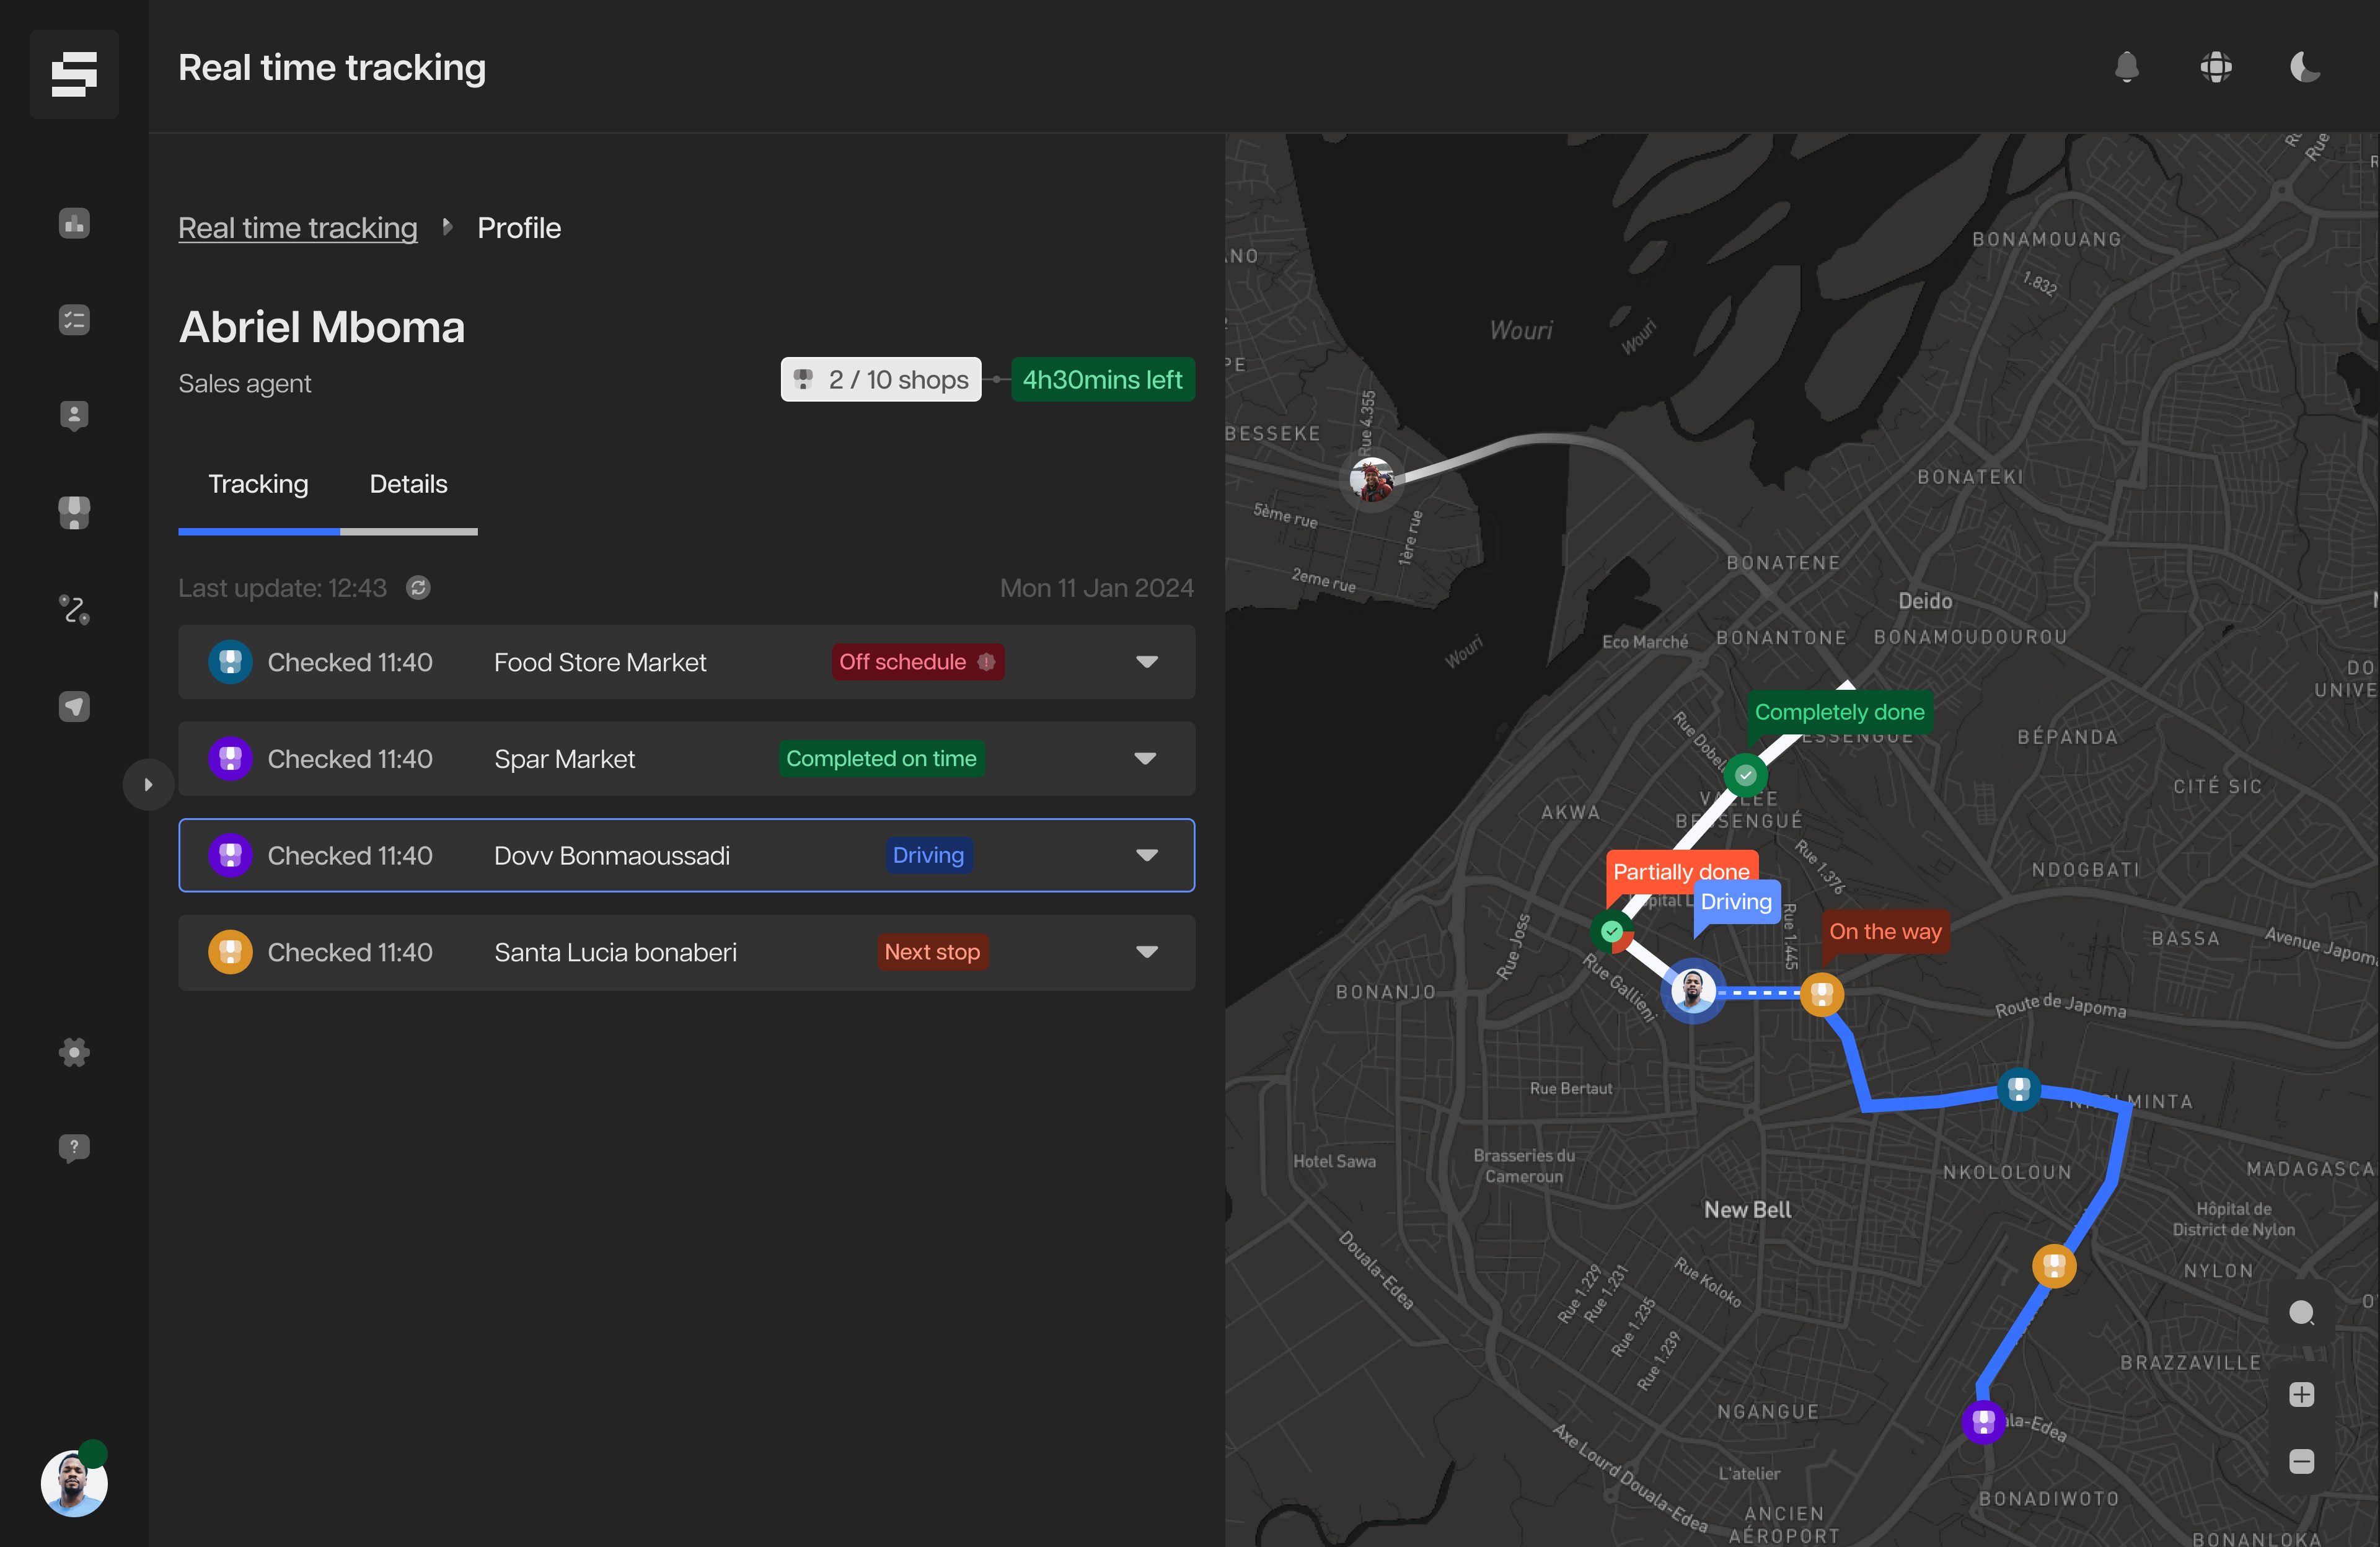 Real time tracking
Real time tracking
Profile
Abriel Mboma
Sales agent
2 / 10 shops
4h30mins left
Tracking
Details
Last update: 12:43
Mon 11 Jan 2024
Checked 11:40
Food Store Market
Off schedule
Checked 11:40
Spar Market
Completed on time
Checked 11:40
Dovv Bonmaoussadi
Driving
Checked 11:40
Santa Lucia bonaberi
Next stop
Rue
BONAMOUANG
1.832
Wouri
Wouri
BESSEKE
Rue 4.355
5ème rue
1ère rue
2eme rue
BONATEKI
BONATENE
Deido
Eco Marché
BONANTONE
BONAMOUDOUROU
Wouri
Completely done
BÉPANDA
CITÉ SIC
AKWA
Rue 1.376
NDOGBATI
Partially done
Driving
On the way
Rue Joss
Rue 1.445
BASSA
Rue Gallieni
BONANJO
Route de Japoma
Rue Bertaut
MINTA
Hotel Sawa
Brasseries du
Cameroun
NKOLOLOUN
New Bell
Hôpital de
District de Nylon
NYLON
Douala-Edea
Rue 1.229
Rue 1.231
Rue 1.235
Rue 1.239
Rue Koloko
BRAZZAVILLE
NGANGUE
ala-Edea
Axe Lourd Douala-Edea
L'atelier
BONADIWOTO
ANCIEN
AÉROPORT
BONANLOKA